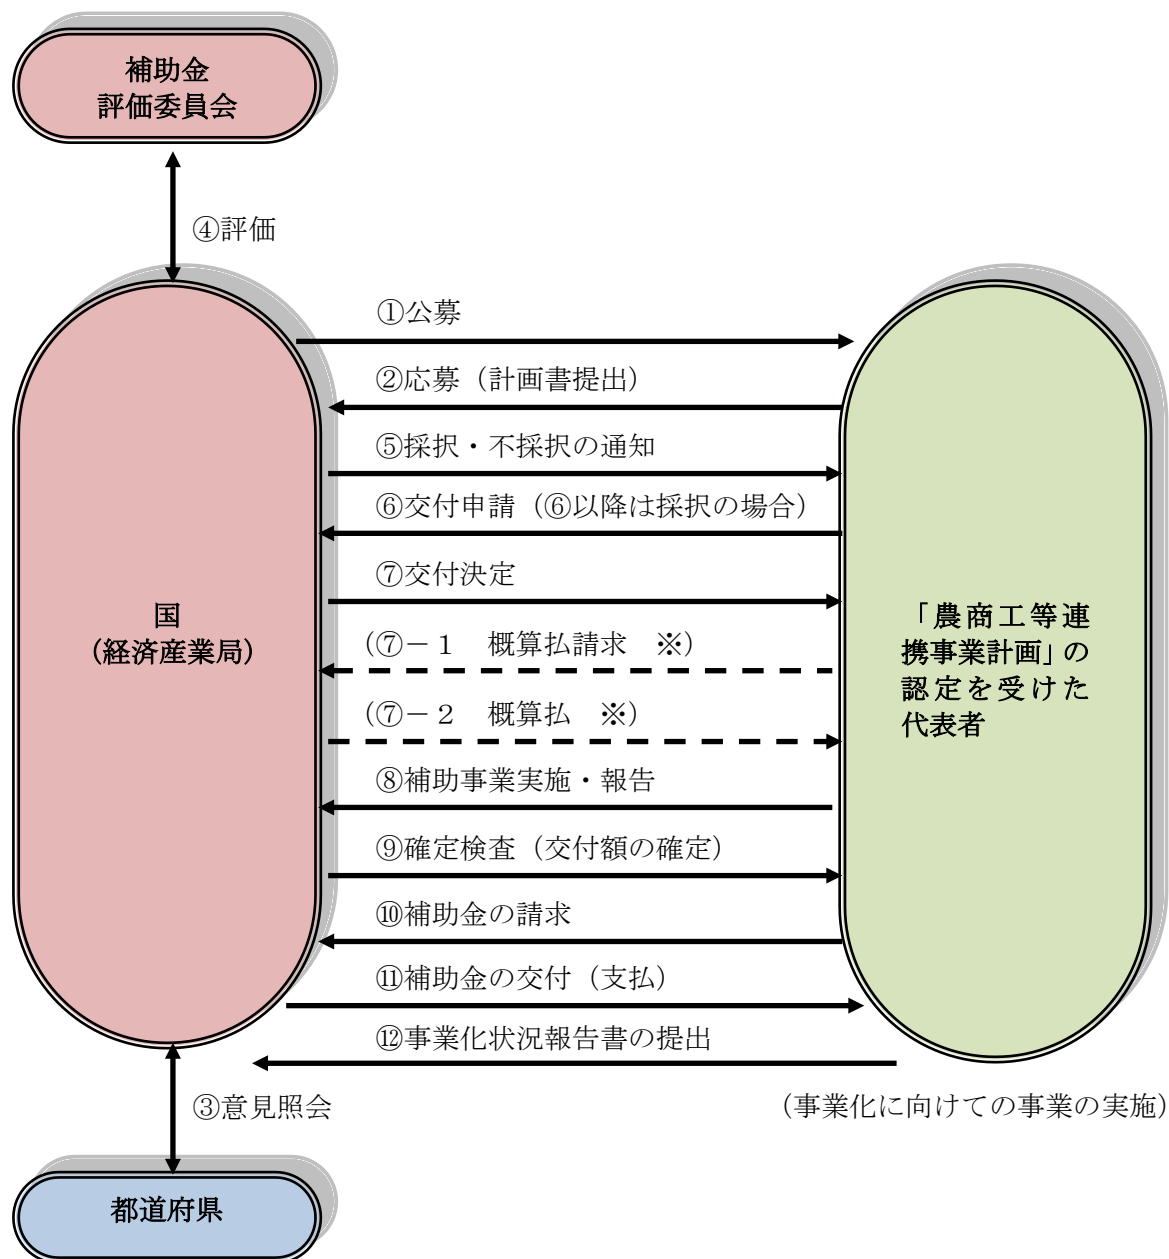 補助金
評価委員会
④評価
①公募
②応募（計画書提出）
⑤採択・不採択の通知
⑥交付申請（⑥以降は採択の場合）
⑦交付決定
（⑦－１　概算払請求　※）
（⑦－２　概算払　※）
⑧補助事業実施・報告
⑨確定検査（交付額の確定）
⑩補助金の請求
⑪補助金の交付（支払）
⑫事業化状況報告書の提出
国
（経済産業局）
「農商工等連
携事業計画」の
認定を受けた
代表者
③意見照会
（事業化に向けての事業の実施）
都道府県